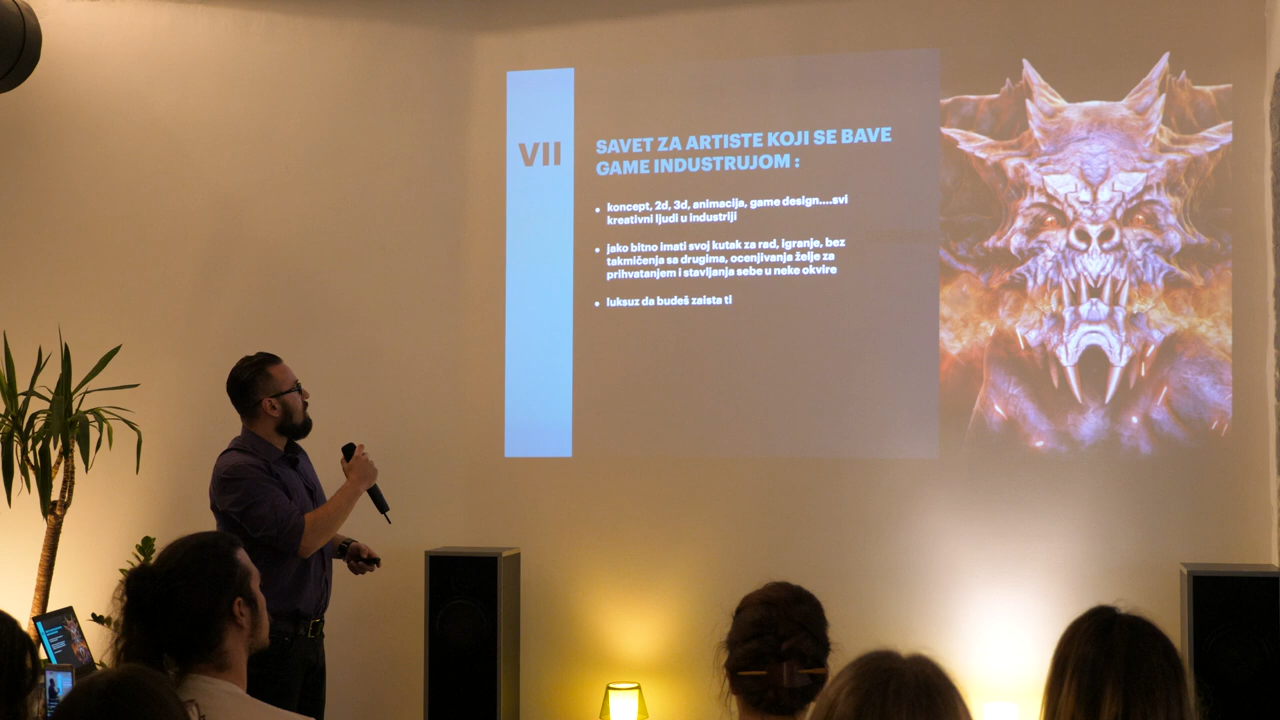 VII
SAVET ZA ARTISTE KOJI SE BAVE
GAME INDUSTRUJOM :
koncept, 2d, 3d, animacija, game design....svi
kreativni ljudi u industriji
jako bitno imati svoj kutak za rad, igranje, bez
takmičenja sa drugima, ocenjivanja želje za
prihvatanjem i stavljanja sebe u neke okvire
luksuz da budeš zaista ti